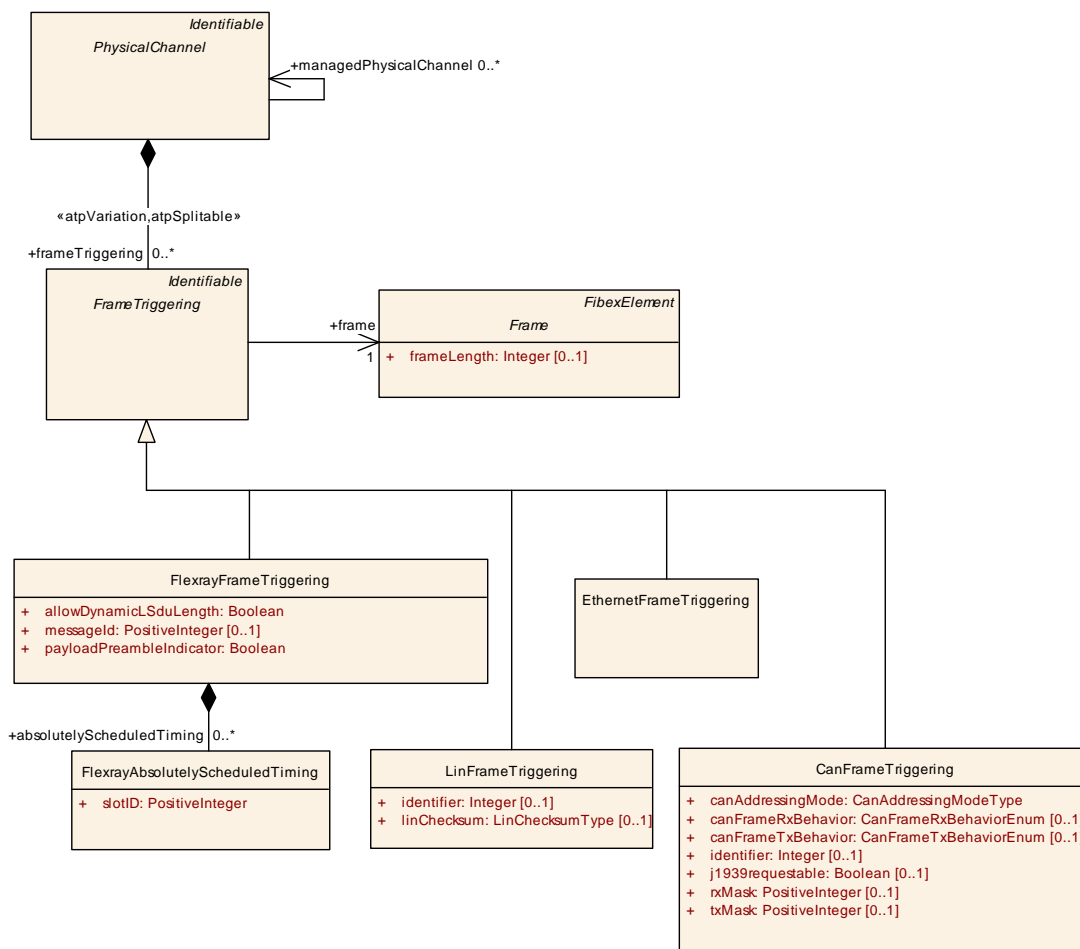 Identifiable
PhysicalChannel
+managedPhysicalChannel 0..*
«atpVariation,atpSplitable»
+frameTriggering 0..*
Identifiable
FrameTriggering
+frame
1
FibexElement
Frame
+ frameLength: Integer [0..1]
FlexrayFrameTriggering
+ allowDynamicLSduLength: Boolean
+ messageId: PositiveInteger [0..1]
+ payloadPreambleIndicator: Boolean
EthernetFrameTriggering
+absolutelyScheduledTiming 0..*
FlexrayAbsolutelyScheduledTiming
+ slotID: PositiveInteger
LinFrameTriggering
+ identifier: Integer [0..1]
+ linChecksum: LinChecksumType [0..1]
CanFrameTriggering
+ canAddressingMode: CanAddressingModeType
+ canFrameRxBehavior: CanFrameRxBehaviorEnum [0..1
+ canFrameTxBehavior: CanFrameTxBehaviorEnum [0..1
+ identifier: Integer [0..1]
+ j1939requestable: Boolean [0..1]
+ rxMask: PositiveInteger [0..1]
+ txMask: PositiveInteger [0..1]